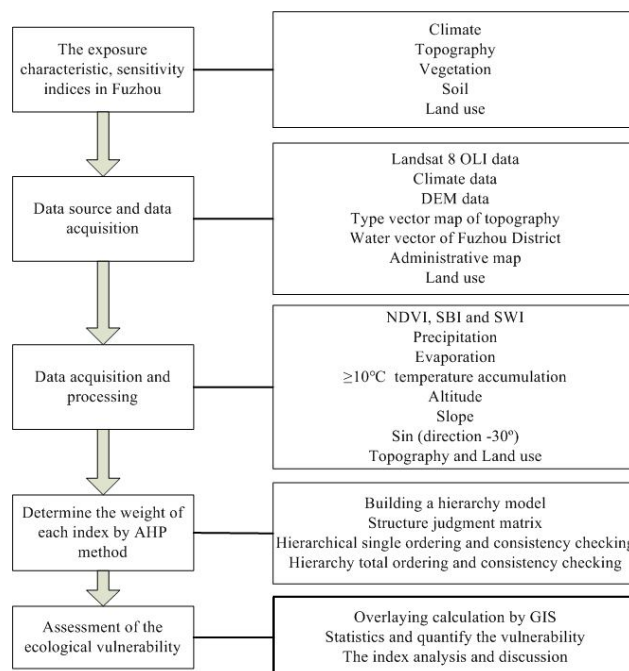 The exposure
characteristic, sensitivity
indices in Fuzhou
Climate
Topography
Vegetation
Soil
Land use
Data source and data
acquisition
Landsat 8 OLI data
Climate data
DEM data
Type vector map of topography
Water vector of Fuzhou District
Administrative map
Land use
Data acquisition and
processing
NDVI, SBI and SWI
Precipitation
Evaporation
≥10℃ temperature accumulation
Altitude
Slope
Sin (direction -30º)
Topography and Land use
Determine the weight of
each index by AHP
method
Building a hierarchy model
Structure judgment matrix
Hierarchical single ordering and consistency checking
Hierarchy total ordering and consistency checking
Assessment of the
ecological vulnerability
Overlaying calculation by GIS
Statistics and quantify the vulnerability
The index analysis and discussion